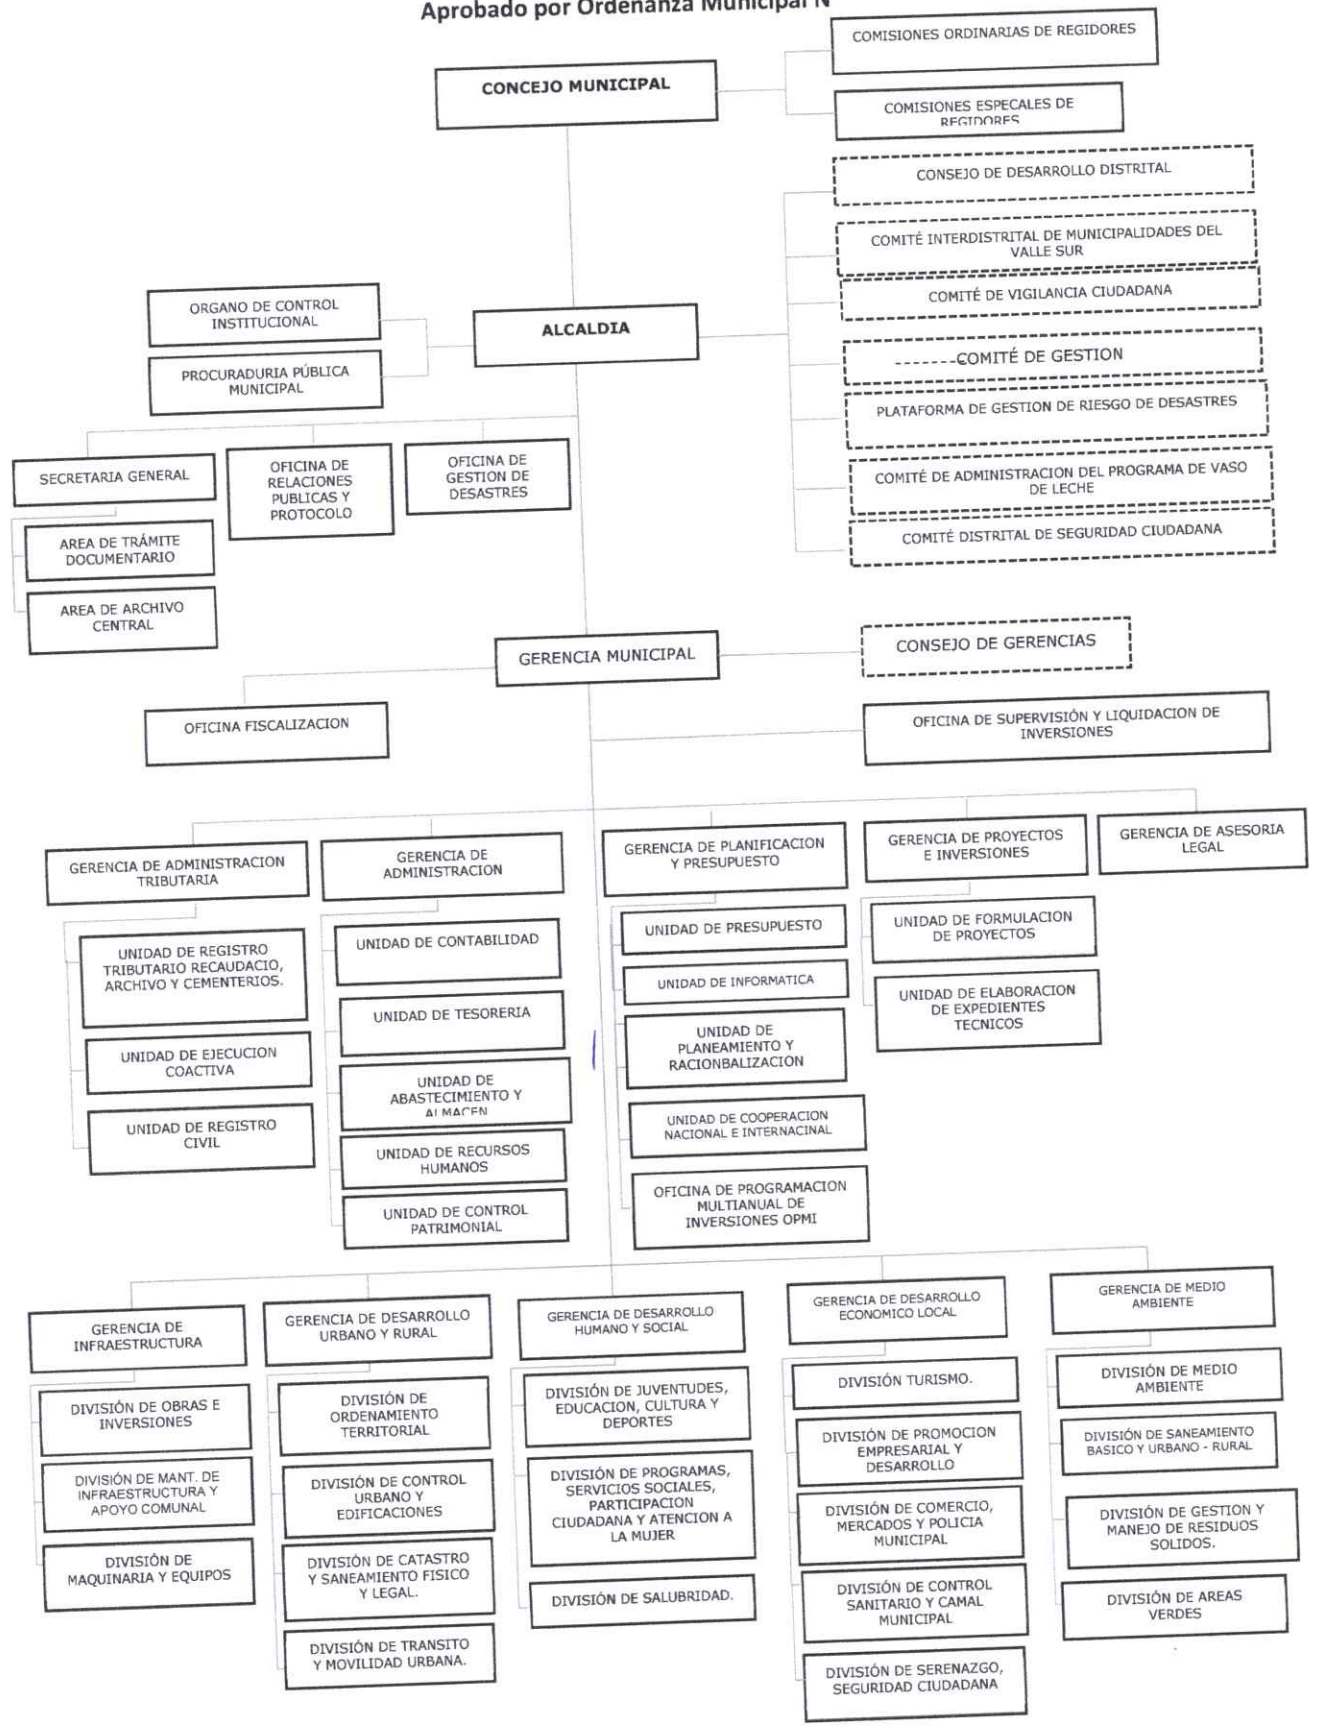 Aprobado por Ordenanza Municipal N°
COMISIONES ORDINARIAS DE REGIDORES
CONCEJO MUNICIPAL
COMISIONES ESPECALES DE
REGIDORES
CONSEJO DE DESARROLLO DISTRITAL
COMITÉ INTERDISTRITAL DE MUNICIPALIDADES DEL
VALLE SUR
COMITÉ DE VIGILANCIA CIUDADANA
ORGANO DE CONTROL
INSTITUCIONAL
ALCALDIA
COMITÉ DE GESTION
PROCURADURIA PÚBLICA
MUNICIPAL
PLATAFORMA DE GESTION DE RIESGO DE DESASTRES
SECRETARIA GENERAL
OFICINA DE
RELACIONES
PUBLICAS Y
PROTOCOLO
OFICINA DE
GESTION DE
DESASTRES
COMITÉ DE ADMINISTRACION DEL PROGRAMA DE VASO
DE LECHE
AREA DE TRÁMITE
DOCUMENTARIO
COMITÉ DISTRITAL DE SEGURIDAD CIUDADANA
AREA DE ARCHIVO
CENTRAL
GERENCIA MUNICIPAL
CONSEJO DE GERENCIAS
OFICINA FISCALIZACION
OFICINA DE SUPERVISIÓN Y LIQUIDACION DE
INVERSIONES
GERENCIA DE ADMINISTRACION
TRIBUTARIA
GERENCIA DE
ADMINISTRACION
GERENCIA DE PLANIFICACION
Y PRESUPUESTO
GERENCIA DE PROYECTOS
E INVERSIONES
GERENCIA DE ASESORIA
LEGAL
UNIDAD DE REGISTRO
TRIBUTARIO RECAUDACIO,
ARCHIVO Y CEMENTERIOS.
UNIDAD DE EJECUCION
COACTIVA
UNIDAD DE REGISTRO
CIVIL
UNIDAD DE CONTABILIDAD
UNIDAD DE TESORERIA
UNIDAD DE
ABASTECIMIENTO Y
ALMACEN
UNIDAD DE RECURSOS
HUMANOS
UNIDAD DE CONTROL
PATRIMONIAL
UNIDAD DE PRESUPUESTO
UNIDAD DE INFORMATICA
UNIDAD DE
PLANEAMIENTO Y
RACIONBALIZACION
UNIDAD DE COOPERACION
NACIONAL E INTERNACINAL
OFICINA DE PROGRAMACION
MULTIANUAL DE
INVERSIONES OPMI
UNIDAD DE FORMULACION
DE PROYECTOS
UNIDAD DE ELABORACION
DE EXPEDIENTES
TECNICOS
GERENCIA DE
INFRAESTRUCTURA
GERENCIA DE DESARROLLO
URBANO Y RURAL
GERENCIA DE DESARROLLO
HUMANO Y SOCIAL
GERENCIA DE DESARROLLO
ECONOMICO LOCAL
GERENCIA DE MEDIO
AMBIENTE
DIVISIÓN DE OBRAS E
INVERSIONES
DIVISIÓN DE MANT. DE
INFRAESTRUCTURA Y
APOYO COMUNAL
DIVISIÓN DE
MAQUINARIA Y EQUIPOS
DIVISIÓN DE
ORDENAMIENTO
TERRITORIAL
DIVISIÓN DE CONTROL
URBANO Y
EDIFICACIONES
DIVISIÓN DE CATASTRO
Y SANEAMIENTO FISICO
Y LEGAL.
DIVISIÓN DE TRANSITO
Y MOVILIDAD URBANA.
DIVISIÓN DE JUVENTUDES,
EDUCACION, CULTURA Y
DEPORTES
DIVISIÓN DE PROGRAMAS,
SERVICIOS SOCIALES,
PARTICIPACION
CIUDADANA Y ATENCION A
LA MUJER
DIVISIÓN DE SALUBRIDAD.
DIVISIÓN TURISMO.
DIVISIÓN DE PROMOCION
EMPRESARIAL Y
DESARROLLO
DIVISIÓN DE COMERCIO,
MERCADOS Y POLICIA
MUNICIPAL
DIVISIÓN DE CONTROL
SANITARIO Y CAMAL
MUNICIPAL
DIVISIÓN DE SERENAZGO,
SEGURIDAD CIUDADANA
DIVISIÓN DE MEDIO
AMBIENTE
DIVISIÓN DE SANEAMIENTO
BASICO Y URBANO - RURAL
DIVISIÓN DE GESTION Y
MANEJO DE RESIDUOS
SOLIDOS.
DIVISIÓN DE AREAS
VERDES